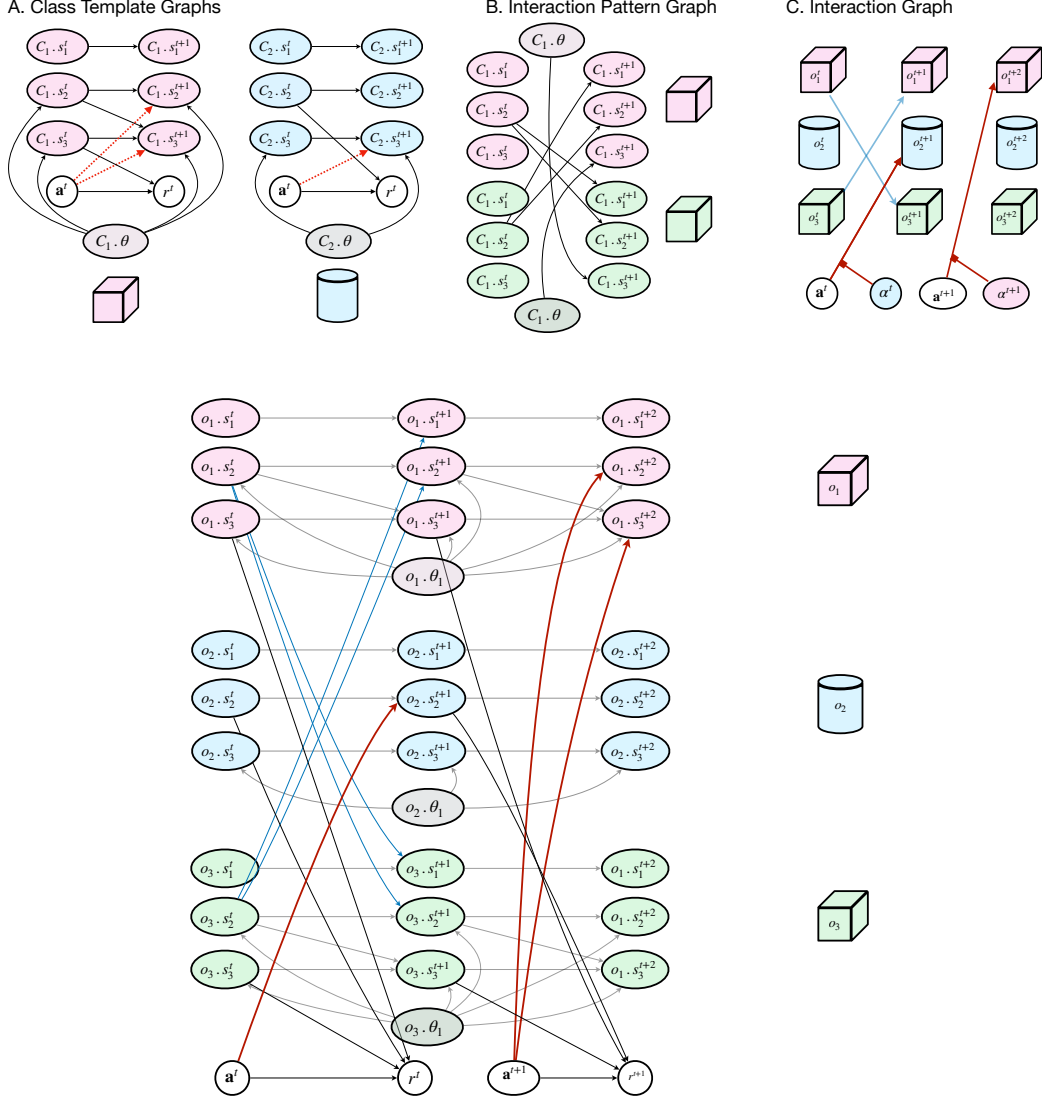 A. Class Template Graphs
B. Interaction Pattern Graph
C. Interaction Graph
C₁.s₁ᵗ C₁.s₁ᵗ⁺¹
C₁.s₂ᵗ C₁.s₂ᵗ⁺¹
C₁.s₃ᵗ C₁.s₃ᵗ⁺¹
aᵗ rᵗ
C₁.θ
C₂.s₁ᵗ C₂.s₁ᵗ⁺¹
C₂.s₂ᵗ C₂.s₂ᵗ⁺¹
C₂.s₃ᵗ C₂.s₃ᵗ⁺¹
aᵗ rᵗ
C₂.θ
C₁.θ
C₁.s₁ᵗ C₁.s₁ᵗ⁺¹
C₁.s₂ᵗ C₁.s₂ᵗ⁺¹
C₁.s₃ᵗ C₁.s₃ᵗ⁺¹
C₁.s₁ᵗ C₁.s₁ᵗ⁺¹
C₁.s₂ᵗ C₁.s₂ᵗ⁺¹
C₁.s₃ᵗ C₁.s₃ᵗ⁺¹
C₁.θ
o₁ᵗ o₁ᵗ⁺¹ o₁ᵗ⁺²
o₂ᵗ o₂ᵗ⁺¹ o₂ᵗ⁺²
o₃ᵗ o₃ᵗ⁺¹ o₃ᵗ⁺²
aᵗ αᵗ aᵗ⁺¹ αᵗ⁺¹
o₁.s₁ᵗ o₁.s₁ᵗ⁺¹ o₁.s₁ᵗ⁺²
o₁.s₂ᵗ o₁.s₂ᵗ⁺¹ o₁.s₂ᵗ⁺²
o₁
o₁.s₃ᵗ o₁.s₃ᵗ⁺¹ o₁.s₃ᵗ⁺²
o₁.θ₁
o₂.s₁ᵗ o₂.s₁ᵗ⁺¹ o₂.s₁ᵗ⁺²
o₂.s₂ᵗ o₂.s₂ᵗ⁺¹ o₂.s₂ᵗ⁺²
o₂
o₂.s₃ᵗ o₂.s₃ᵗ⁺¹ o₂.s₃ᵗ⁺²
o₂.θ₁
o₃.s₁ᵗ o₃.s₁ᵗ⁺¹ o₁.s₁ᵗ⁺²
o₃.s₂ᵗ o₃.s₂ᵗ⁺¹ o₁.s₂ᵗ⁺²
o₃
o₃.s₃ᵗ o₃.s₃ᵗ⁺¹ o₁.s₃ᵗ⁺²
o₃.θ₁
aᵗ rᵗ aᵗ⁺¹ rᵗ⁺¹